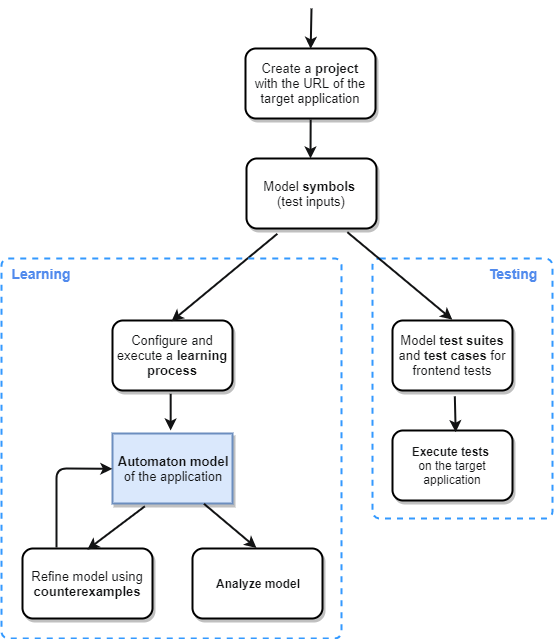 Create a project
with the URL of the
target application
Model symbols
(test inputs)
Learning
Testing
Configure and
execute a learning
process
Model test suites
and test cases for
frontend tests
Automaton model
of the application
Execute tests
on the target
application
Refine model using
counterexamples
Analyze model